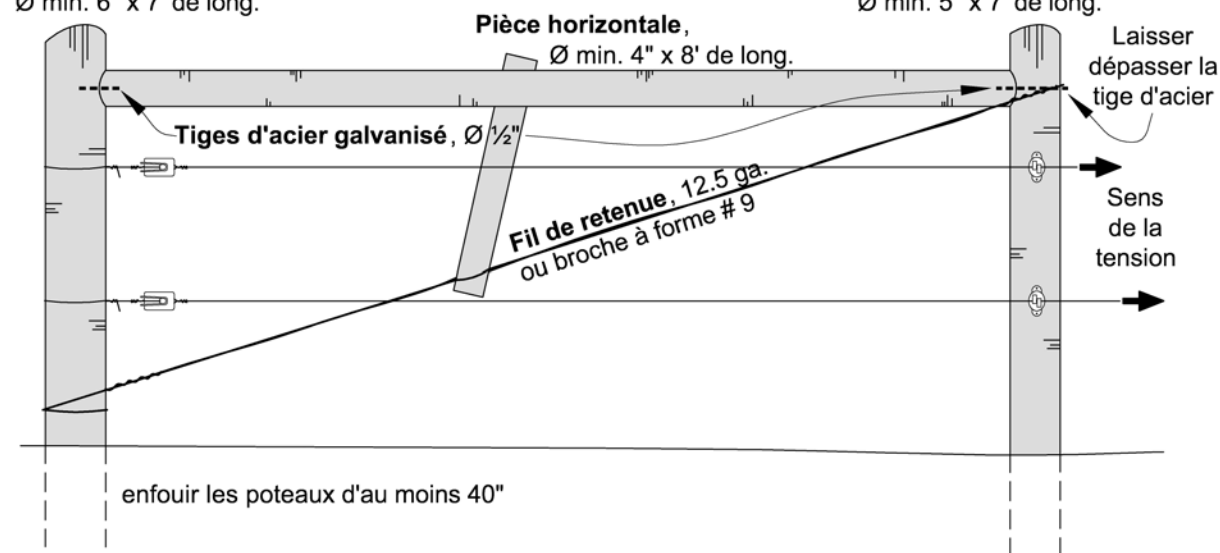 Ø min. 6" x 7' de long.
Ø min. 5" x 7' de long.
Pièce horizontale,
Ø min. 4" x 8' de long.
Laisser
dépasser la
tige d'acier
Tiges d'acier galvanisé, Ø ½"
Fil de retenue, 12.5 ga.
ou broche à forme # 9
Sens
de la
tension
enfouir les poteaux d'au moins 40"